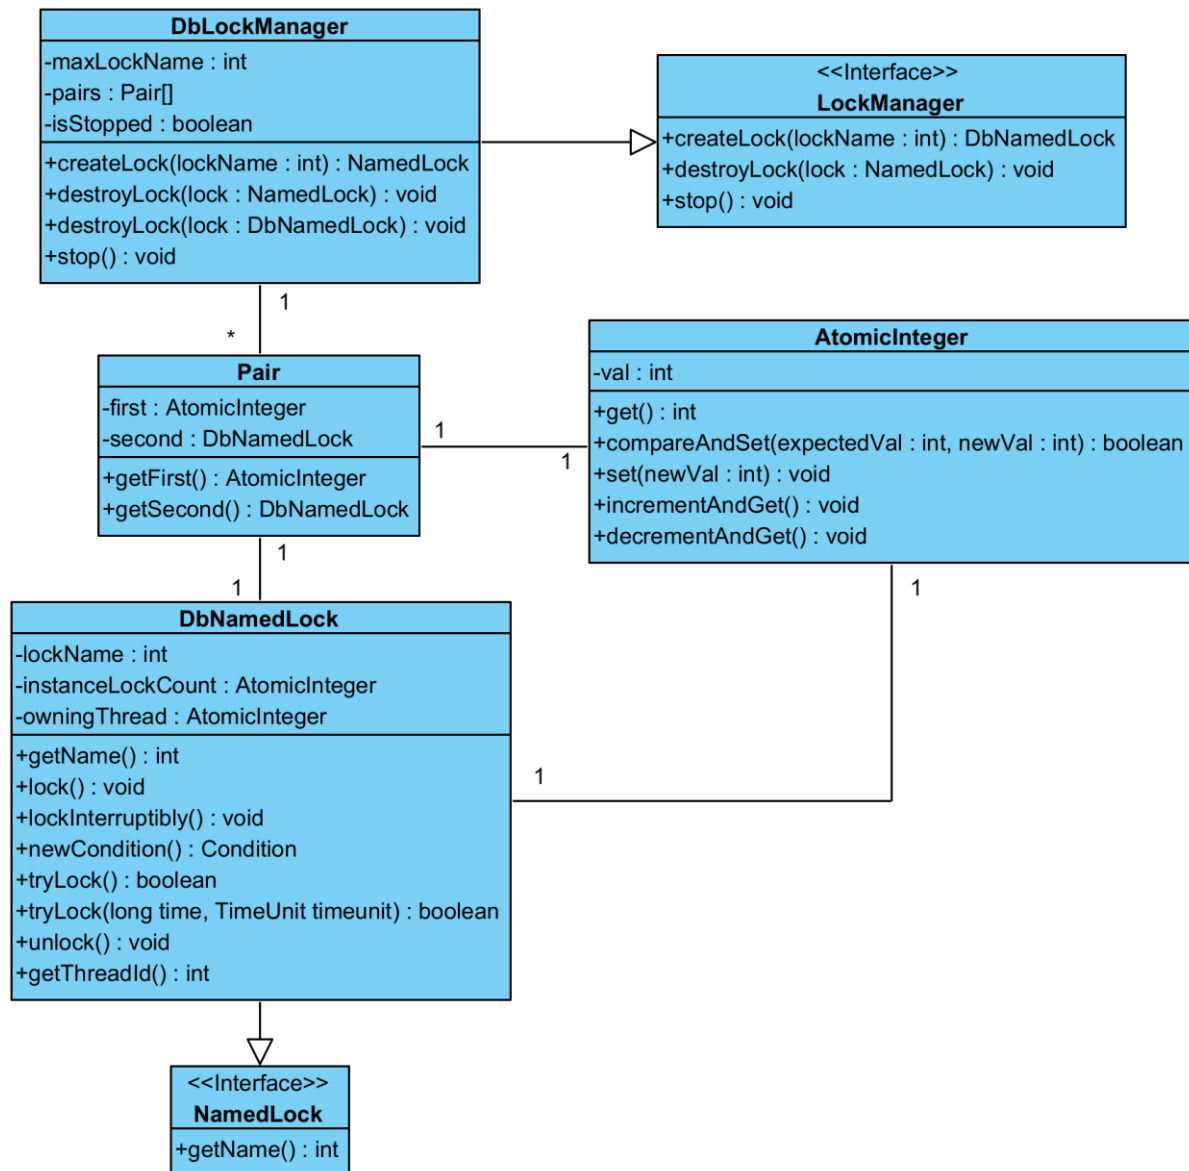 DbLockManager
-maxLockName : int
-pairs : Pair[]
-isStopped : boolean
+createLock(lockName : int) : NamedLock
+destroyLock(lock : NamedLock) : void
+destroyLock(lock : DbNamedLock) : void
+stop() : void
<<Interface>>
LockManager
+createLock(lockName : int) : DbNamedLock
+destroyLock(lock : NamedLock) : void
+stop() : void
1
*
Pair
-first : AtomicInteger
-second : DbNamedLock
+getFirst() : AtomicInteger
+getSecond() : DbNamedLock
1
1
AtomicInteger
-val : int
+get() : int
+compareAndSet(expectedVal : int, newVal : int) : boolean
+set(newVal : int) : void
+incrementAndGet() : void
+decrementAndGet() : void
1
1
1
DbNamedLock
-lockName : int
-instanceLockCount : AtomicInteger
-owningThread : AtomicInteger
+getName() : int
+lock() : void
+lockInterruptibly() : void
+newCondition() : Condition
+tryLock() : boolean
+tryLock(long time, TimeUnit timeunit) : boolean
+unlock() : void
+getThreadId() : int
1
<<Interface>>
NamedLock
+getName() : int